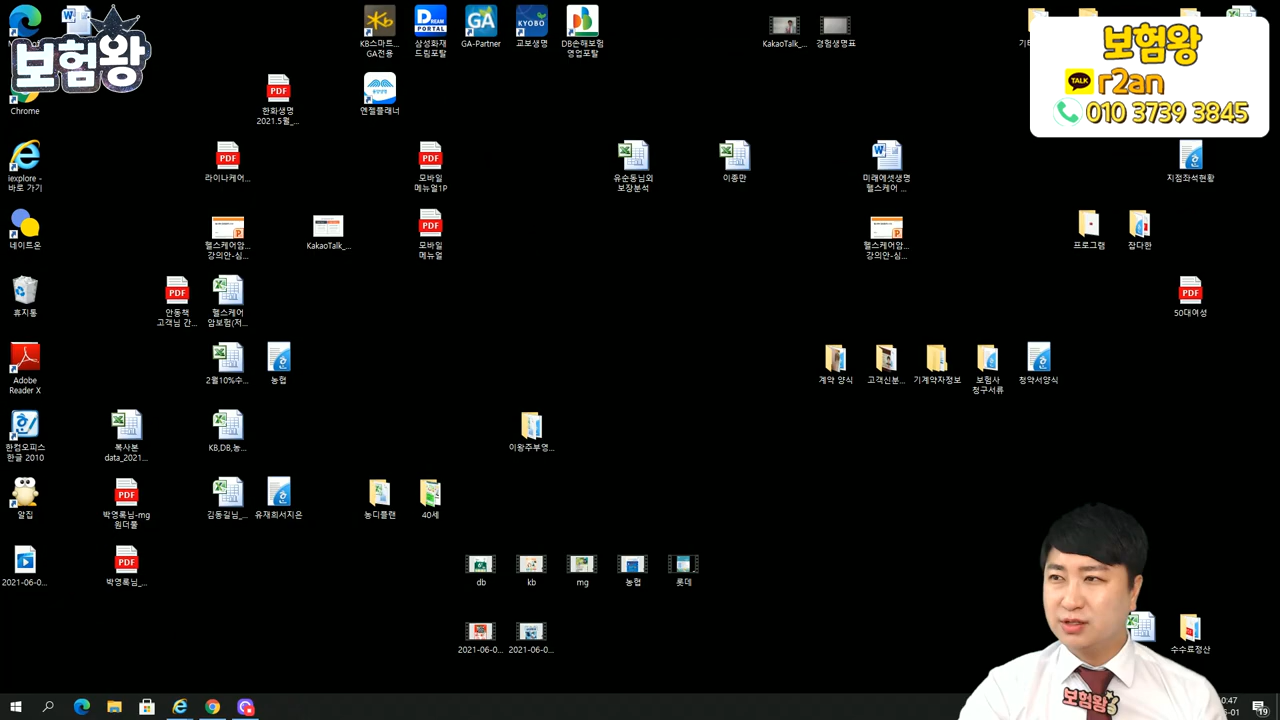 보험왕
보험왕
TALK r2an
010 3739 3845
Chrome
KB스마트...
GA전용
삼성화재
드림포탈
GA-Partner
교보생명
DB손해보험
영업포탈
KakaoTalk_...
경험생명표
한화생명
2021.5월_...
엔젤플래너
iexplore -
바로 가기
라이나케어...
모바일
메뉴얼1P
유순동님외
보장분석
이종만
미래에셋생명
헬스케어 ...
지점좌석현황
네이트온
헬스케어암...
강의안-심...
KakaoTalk_...
모바일
메뉴얼
헬스케어암...
강의안-심...
프로그램
잡다한
휴지통
안동책
고객님 간...
헬스케어
암보험(저...
50대여성
Adobe
Reader X
2월10%수...
농협
계약 양식
고객신분...
기계약자정보
보험사
청구서류
청약서양식
한컴오피스
한글 2010
복사본
data_2021...
KB,DB,농...
이왕주부명...
알집
박영록님-mg
원더풀
김동길님_...
유재희서지은
농디플랜
40세
2021-06-0...
박영록님_...
db
kb
mg
농협
롯데
2021-06-0...
2021-06-0...
수수료정산
보험왕